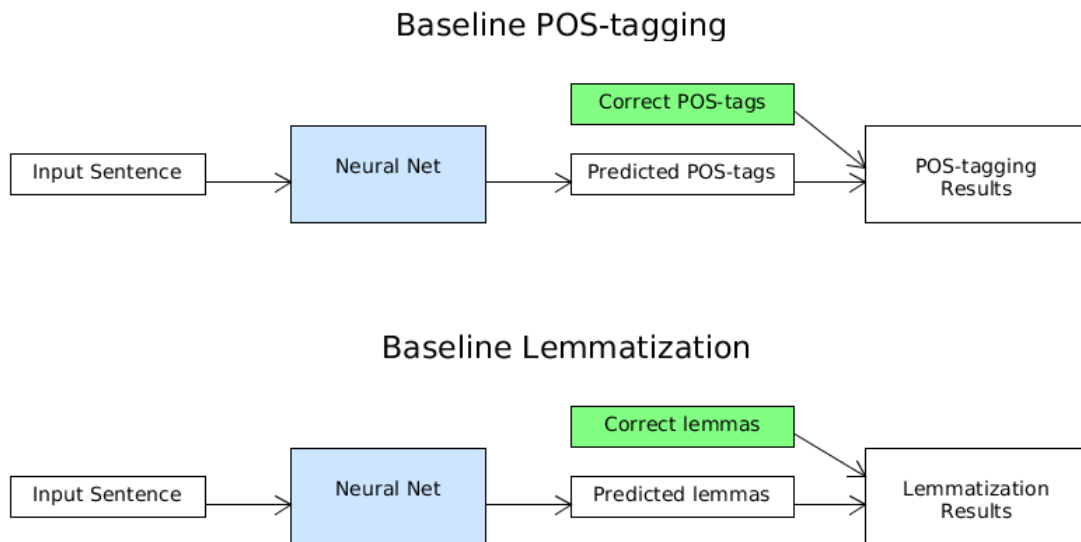 Baseline POS-tagging
Correct POS-tags
Input Sentence
Neural Net
Predicted POS-tags
POS-tagging
Results
Baseline Lemmatization
Correct lemmas
Input Sentence
Neural Net
Predicted lemmas
Lemmatization
Results